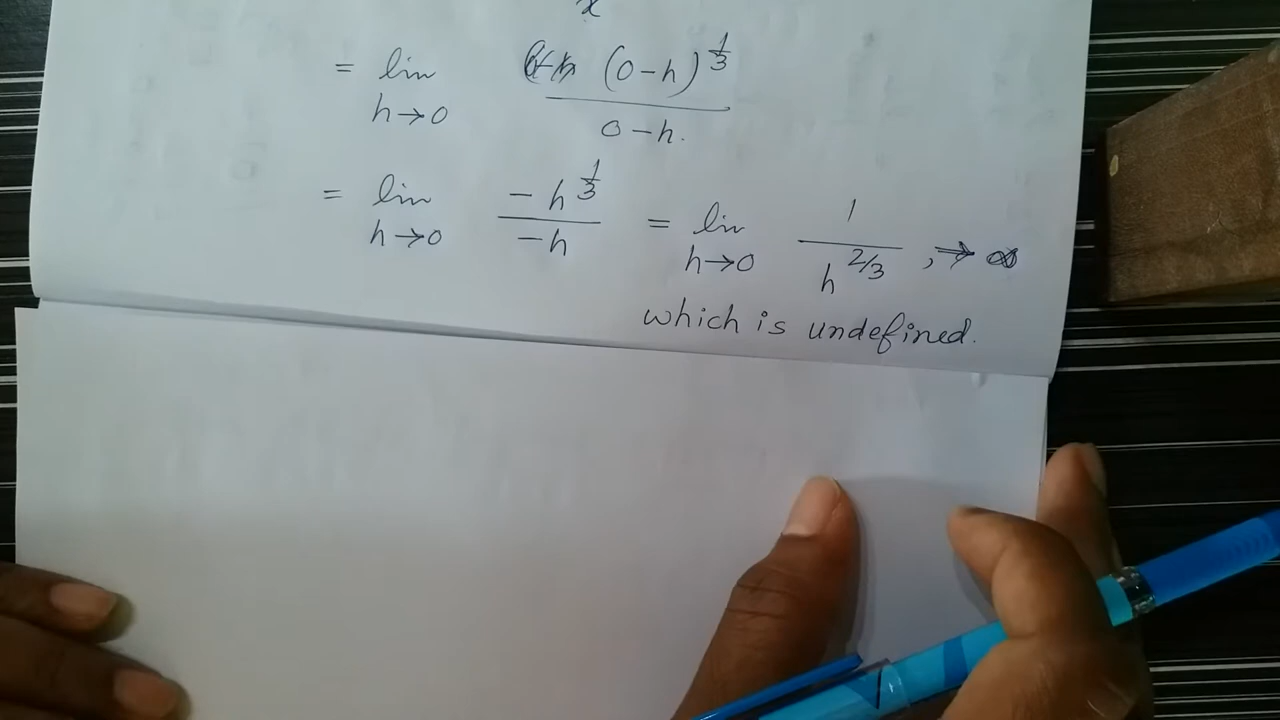 x
= lim (0-h)^1/3
h→0 0-h.
= lim -h^1/3 = lim 1
h→0 -h h→0 h^2/3 , → ∞
which is undefined.